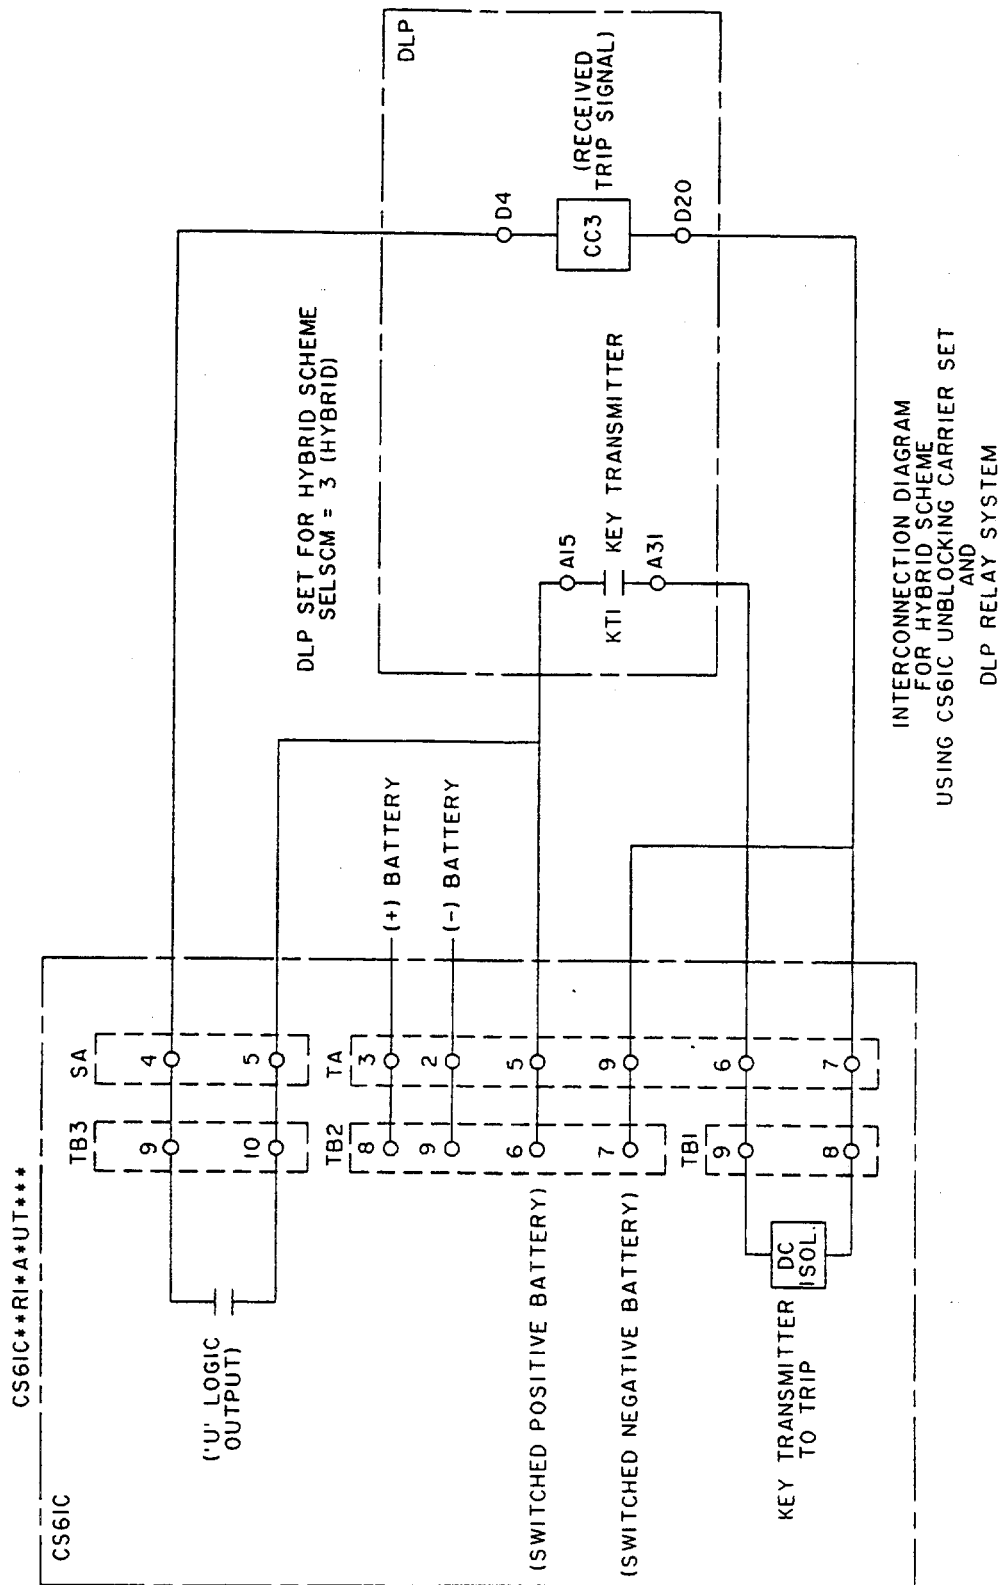 CS61C**RI*A*UT***
CS61C
('U' LOGIC
OUTPUT)
TB3
9
10
SA
4
5
TB2
8
9
6
7
TA
3
2
5
9
6
7
TB1
9
8
(+) BATTERY
(-) BATTERY
(SWITCHED POSITIVE BATTERY)
(SWITCHED NEGATIVE BATTERY)
KEY TRANSMITTER
TO TRIP
DC
ISOL.
DLP SET FOR HYBRID SCHEME
SELSCM = 3 (HYBRID)
DLP
A15
KT1 KEY TRANSMITTER
A31
D4
CC3
(RECEIVED
TRIP SIGNAL)
D20
INTERCONNECTION DIAGRAM
FOR HYBRID SCHEME
USING CS61C UNBLOCKING CARRIER SET
AND
DLP RELAY SYSTEM